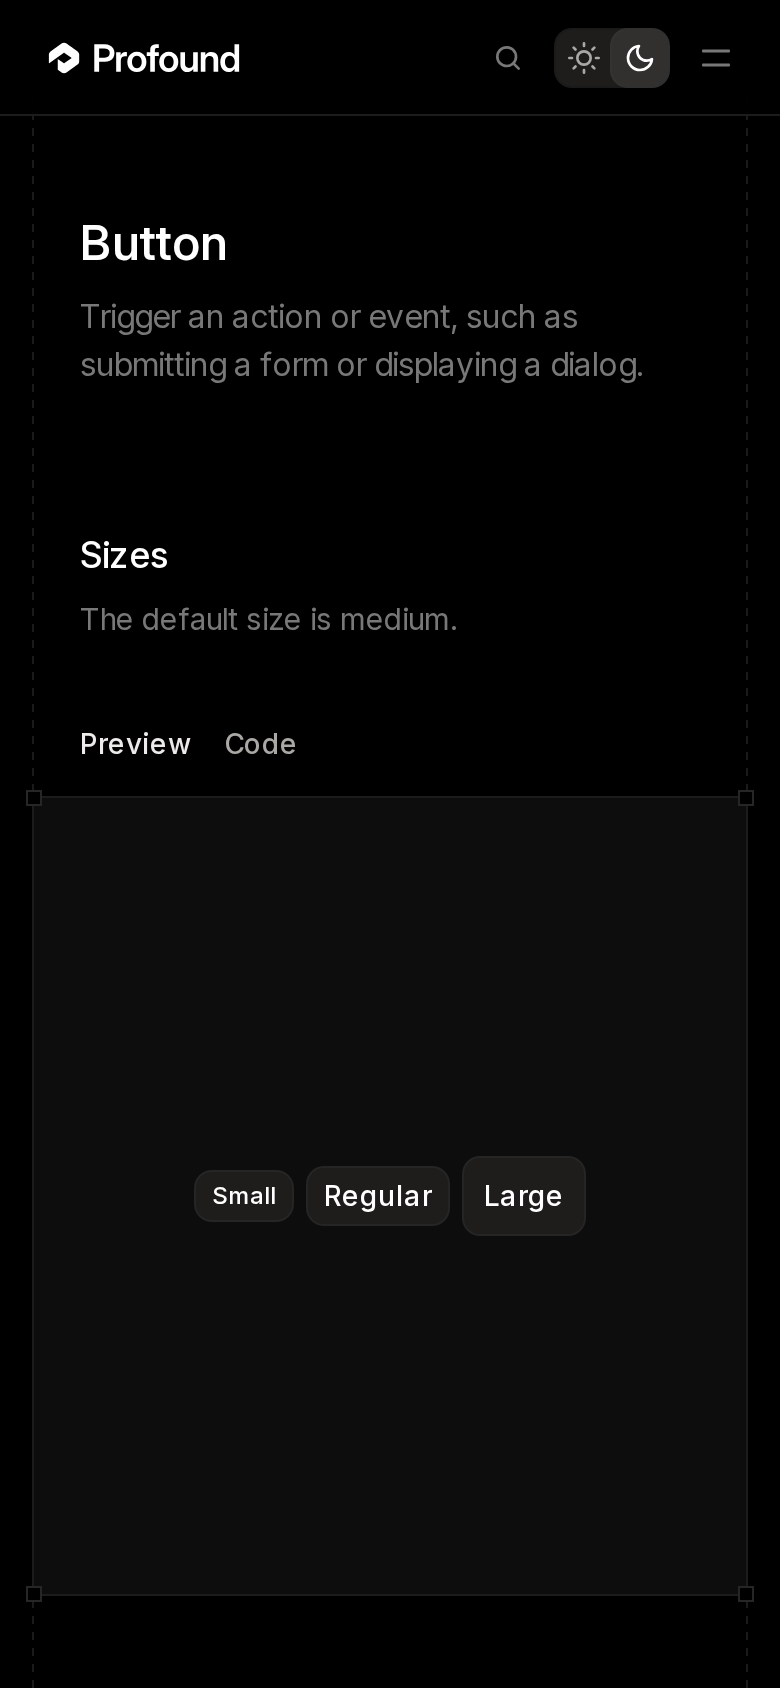 Profound
Button
Trigger an action or event, such as
submitting a form or displaying a dialog.
Sizes
The default size is medium.
Preview Code
Small Regular Large